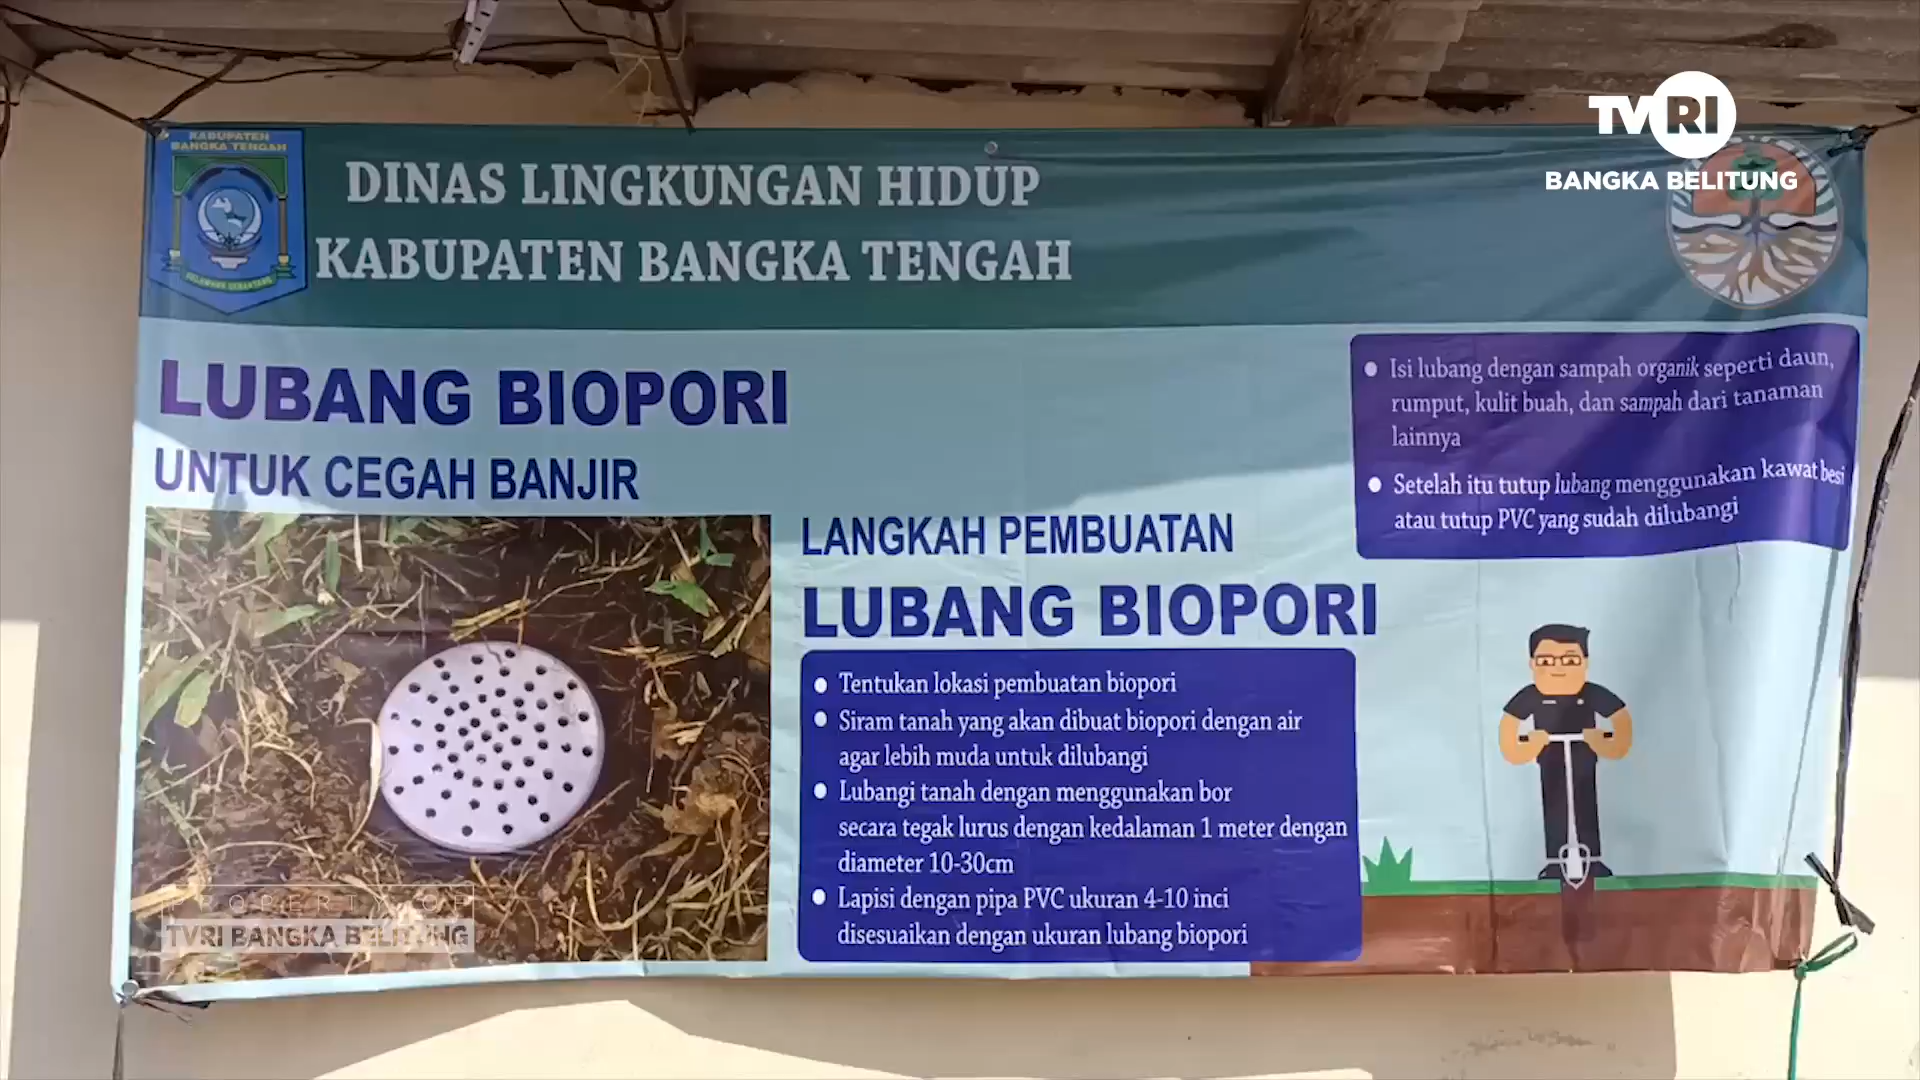 TVRI
BANGKA BELITUNG
KABUPATEN
BANGKA TENGAH
DINAS LINGKUNGAN HIDUP
KABUPATEN BANGKA TENGAH
LUBANG BIOPORI
UNTUK CEGAH BANJIR
LANGKAH PEMBUATAN
LUBANG BIOPORI
Tentukan lokasi pembuatan biopori
Siram tanah yang akan dibuat biopori dengan air
agar lebih muda untuk dilubangi
Lubangi tanah dengan menggunakan bor
secara tegak lurus dengan kedalaman 1 meter dengan
diameter 10-30cm
Lapisi dengan pipa PVC ukuran 4-10 inci
disesuaikan dengan ukuran lubang biopori
Isi lubang dengan sampah organik seperti daun,
rumput, kulit buah, dan sampah dari tanaman
lainnya
Setelah itu tutup lubang menggunakan kawat besi
atau tutup PVC yang sudah dilubangi
PROPERTY OF
TVRI BANGKA BELITUNG